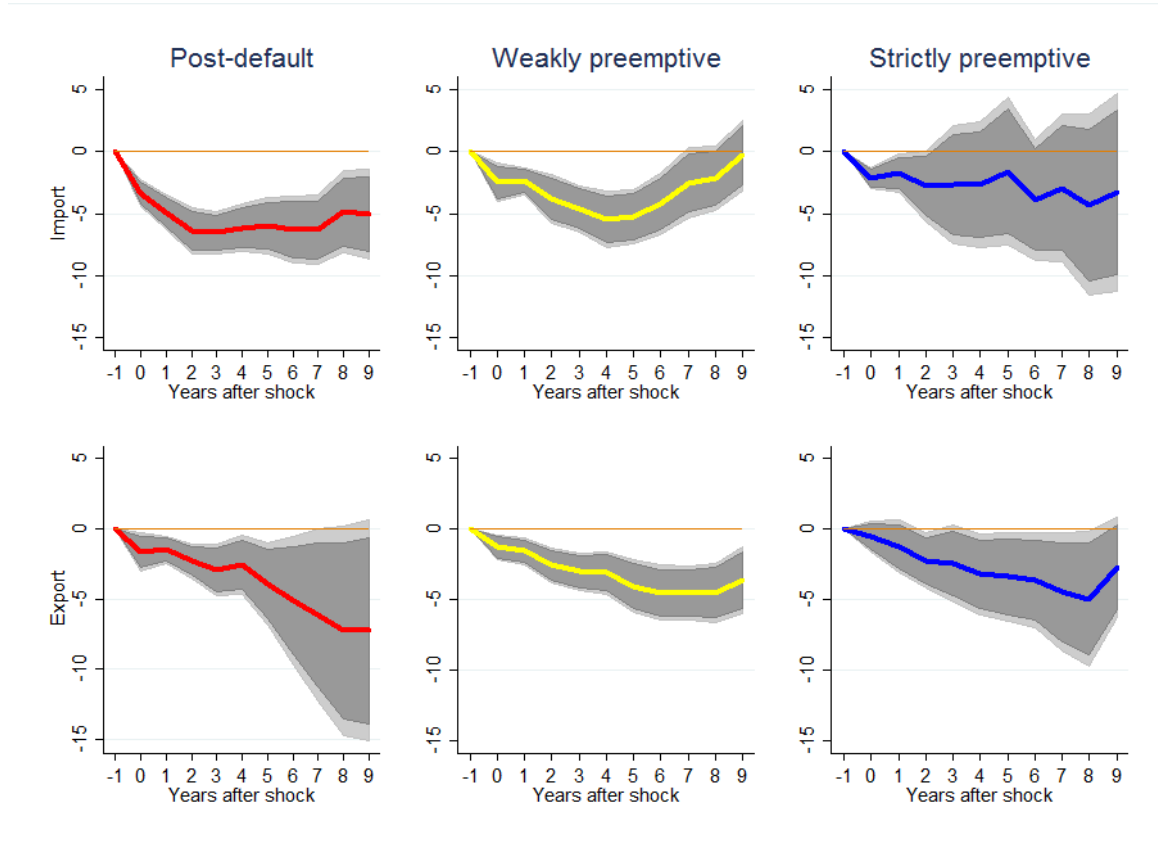 Post-default Weakly preemptive Strictly preemptive
Import
5 5 5
0 0 0
-5 -5 -5
-10 -10 -10
-15 -15 -15
-1 0 1 2 3 4 5 6 7 8 9 -1 0 1 2 3 4 5 6 7 8 9 -1 0 1 2 3 4 5 6 7 8 9
Years after shock Years after shock Years after shock
Export
5 5 5
0 0 0
-5 -5 -5
-10 -10 -10
-15 -15 -15
-1 0 1 2 3 4 5 6 7 8 9 -1 0 1 2 3 4 5 6 7 8 9 -1 0 1 2 3 4 5 6 7 8 9
Years after shock Years after shock Years after shock